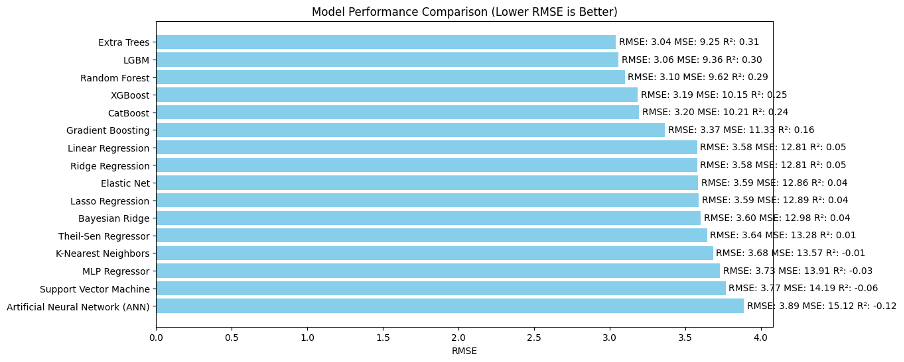 Model Performance Comparison (Lower RMSE is Better)
Extra Trees RMSE: 3.04 MSE: 9.25 R²: 0.31
LGBM RMSE: 3.06 MSE: 9.36 R²: 0.30
Random Forest RMSE: 3.10 MSE: 9.62 R²: 0.29
XGBoost RMSE: 3.19 MSE: 10.15 R²: 0.25
CatBoost RMSE: 3.20 MSE: 10.21 R²: 0.24
Gradient Boosting RMSE: 3.37 MSE: 11.33 R²: 0.16
Linear Regression RMSE: 3.58 MSE: 12.81 R²: 0.05
Ridge Regression RMSE: 3.58 MSE: 12.81 R²: 0.05
Elastic Net RMSE: 3.59 MSE: 12.86 R²: 0.04
Lasso Regression RMSE: 3.59 MSE: 12.89 R²: 0.04
Bayesian Ridge RMSE: 3.60 MSE: 12.98 R²: 0.04
Theil-Sen Regressor RMSE: 3.64 MSE: 13.28 R²: 0.01
K-Nearest Neighbors RMSE: 3.68 MSE: 13.57 R²: -0.01
MLP Regressor RMSE: 3.73 MSE: 13.91 R²: -0.03
Support Vector Machine RMSE: 3.77 MSE: 14.19 R²: -0.06
Artificial Neural Network (ANN) RMSE: 3.89 MSE: 15.12 R²: -0.12
0.0 0.5 1.0 1.5 2.0 2.5 3.0 3.5 4.0
RMSE